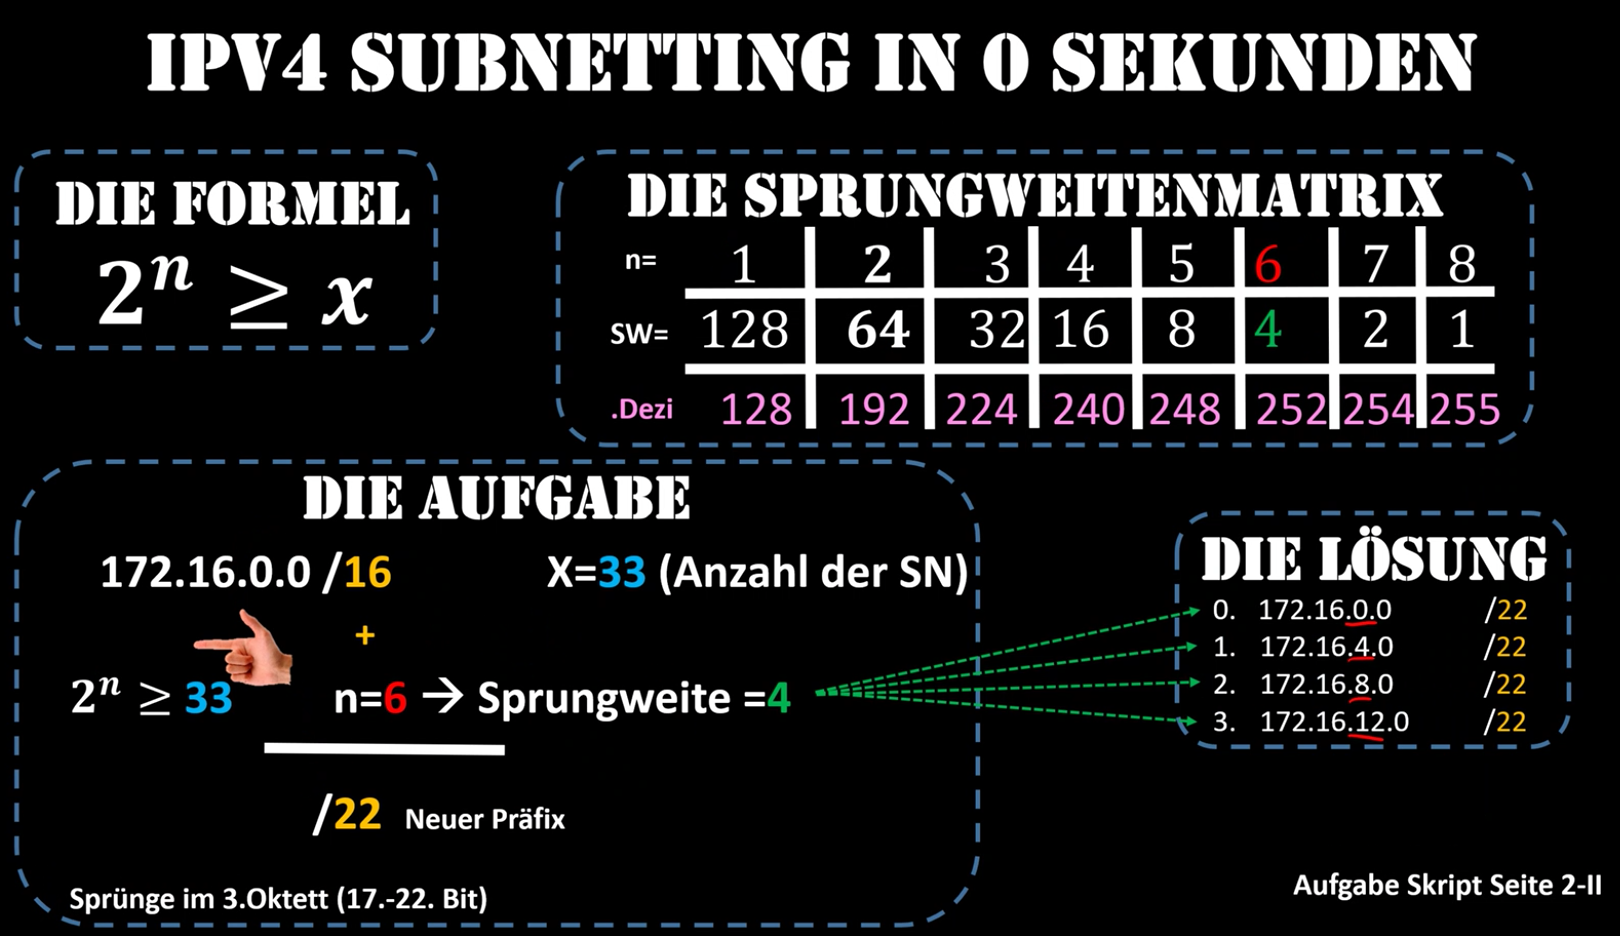 IPV4 SUBNETTING IN 0 SEKUNDEN
DIE FORMEL
2ⁿ ≥ x
DIE SPRUNGWEITENMATRIX
n= 1 2 3 4 5 6 7 8
SW= 128 64 32 16 8 4 2 1
.Dezi 128 192 224 240 248 252 254 255
DIE AUFGABE
172.16.0.0 /16 X=33 (Anzahl der SN)
+
2ⁿ ≥ 33 n=6 → Sprungweite =4
/22 Neuer Präfix
Sprünge im 3.Oktett (17.-22. Bit)
DIE LÖSUNG
0. 172.16.0.0 /22
1. 172.16.4.0 /22
2. 172.16.8.0 /22
3. 172.16.12.0 /22
Aufgabe Skript Seite 2-II